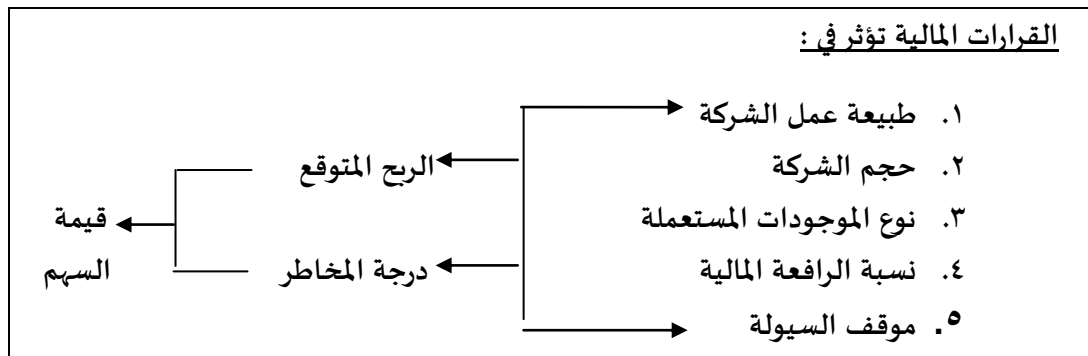 القرارات المالية تؤثر في :
١. طبيعة عمل الشركة
٢. حجم الشركة
٣. نوع الموجودات المستعملة
٤. نسبة الرافعة المالية
٥. موقف السيولة
الربح المتوقع
درجة المخاطر
قيمة
السهم